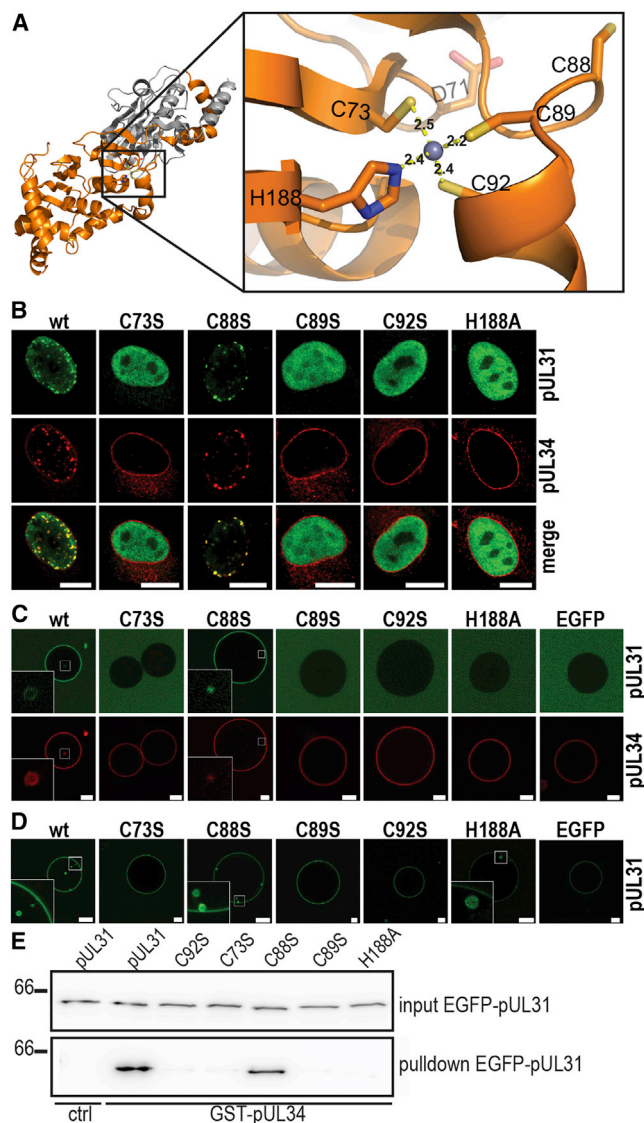 A
C73
D71
C88
C89
2.5
2.2
2.4
2.4
H188
C92
B
wt C73S C88S C89S C92S H188A
pUL31
pUL34
merge
C
wt C73S C88S C89S C92S H188A EGFP
pUL31
pUL34
D
wt C73S C88S C89S C92S H188A EGFP
pUL31
E
pUL31 pUL31 C92S C73S C88S C89S H188A
66
input EGFP-pUL31
66
pulldown EGFP-pUL31
ctrl GST-pUL34